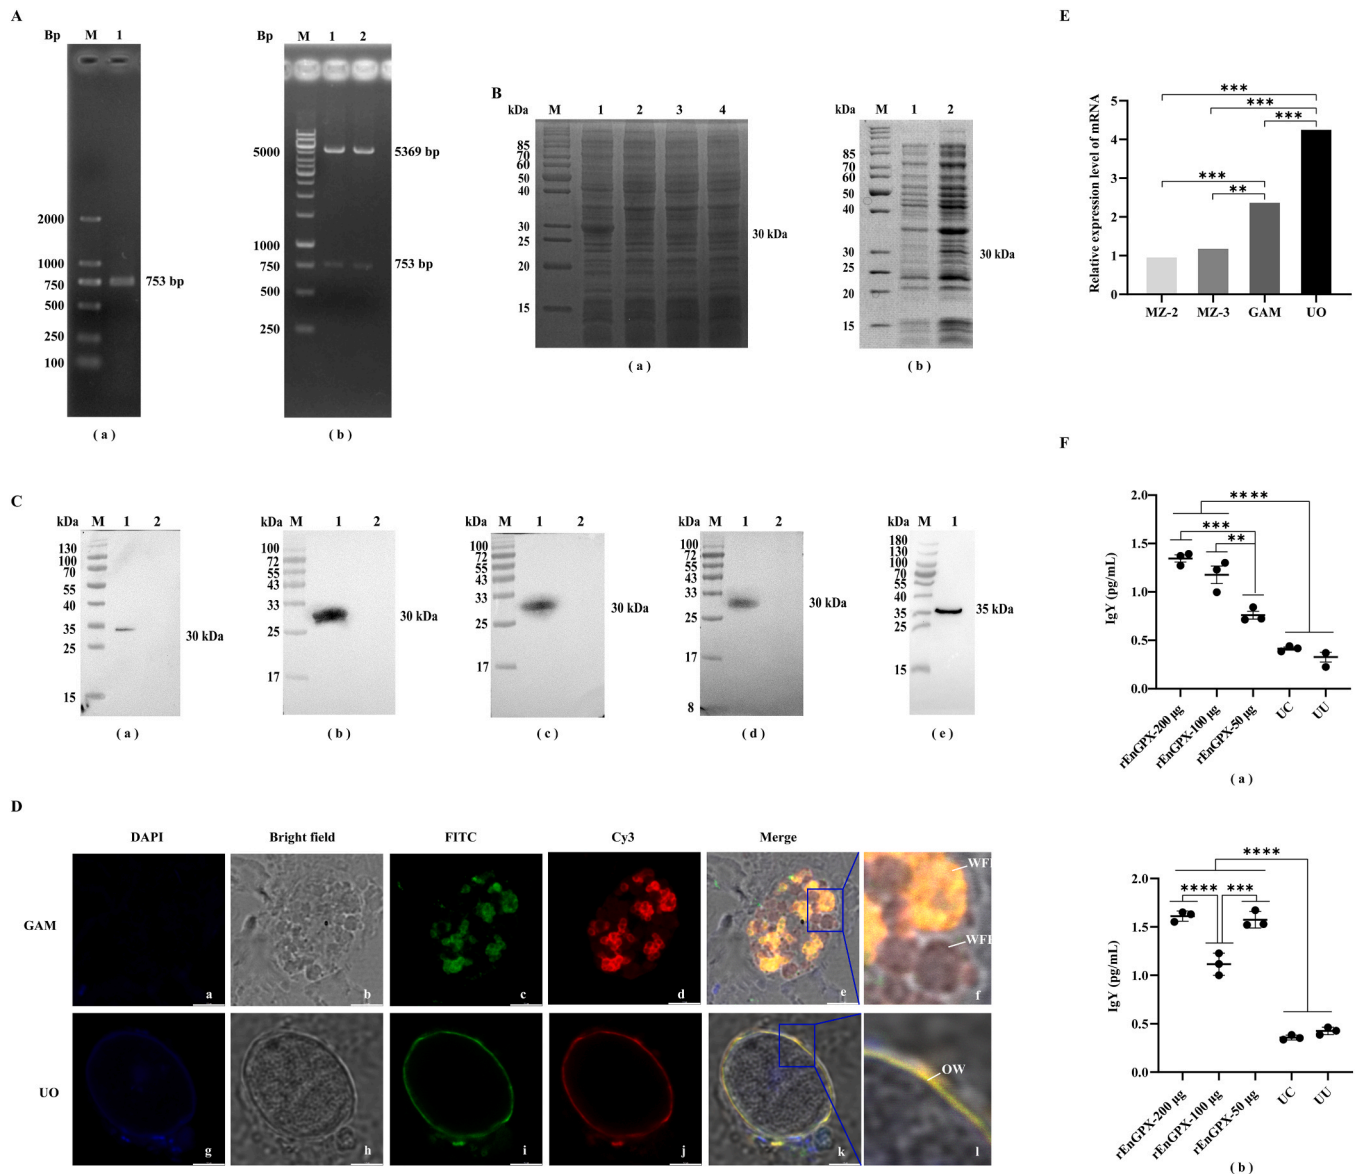 A
Bp M 1
2000
1000
750
500
250
100
753 bp
( a )
Bp M 1 2
5000
1000
750
500
250
5369 bp
753 bp
( b )
B
kDa M 1 2 3 4
85
70
60
50
40
30
25
20
15
30 kDa
( a )
kDa M 1 2
85
70
60
50
40
30
25
20
15
30 kDa
( b )
C
kDa M 1 2
130
100
70
55
40
35
25
15
30 kDa
( a )
kDa M 1 2
100
72
55
43
33
25
17
30 kDa
( b )
kDa M 1 2
100
72
55
43
33
25
17
30 kDa
( c )
kDa M 1 2
100
72
55
43
33
25
17
8
30 kDa
( d )
kDa M 1
180
130
100
70
55
40
35
25
15
35 kDa
( e )
D
DAPI Bright field FITC Cy3 Merge
GAM
a b c d e f
WFI
WFI
UO
g h i j k l
OW
E
Relative expression level of mRNA
5
4
3
2
1
0
***
***
***
***
**
MZ-2 MZ-3 GAM UO
F
IgY (pg/mL)
2.0
1.5
1.0
0.5
0.0
****
***
**
rEnGPX-200 μg
rEnGPX-100 μg
rEnGPX-50 μg
UC
UU
( a )
IgY (pg/mL)
2.0
1.5
1.0
0.5
0.0
****
**** ***
rEnGPX-200 μg
rEnGPX-100 μg
rEnGPX-50 μg
UC
UU
( b )